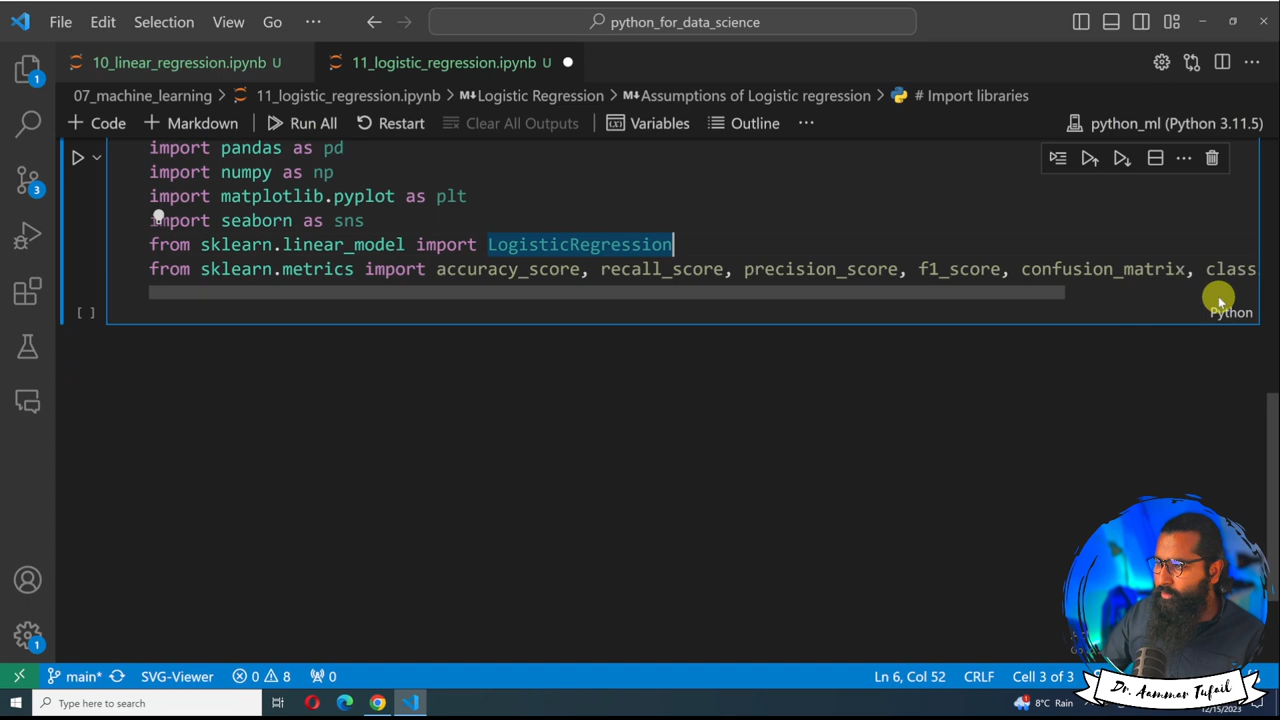 File Edit Selection View Go ··· python_for_data_science
10_linear_regression.ipynb U 11_logistic_regression.ipynb U
07_machine_learning > 11_logistic_regression.ipynb > M↓Logistic Regression > M↓Assumptions of Logistic regression > # Import libraries
+ Code + Markdown Run All Restart Clear All Outputs Variables Outline ··· python_ml (Python 3.11.5)
import pandas as pd
import numpy as np
import matplotlib.pyplot as plt
import seaborn as sns
from sklearn.linear_model import LogisticRegression
from sklearn.metrics import accuracy_score, recall_score, precision_score, f1_score, confusion_matrix, class
[ ] Python
1
3
1
main* SVG-Viewer 0 8 0 Ln 6, Col 52 CRLF Cell 3 of 3
Dr. Aammar Tufail
Type here to search 8°C Rain 12/15/2023